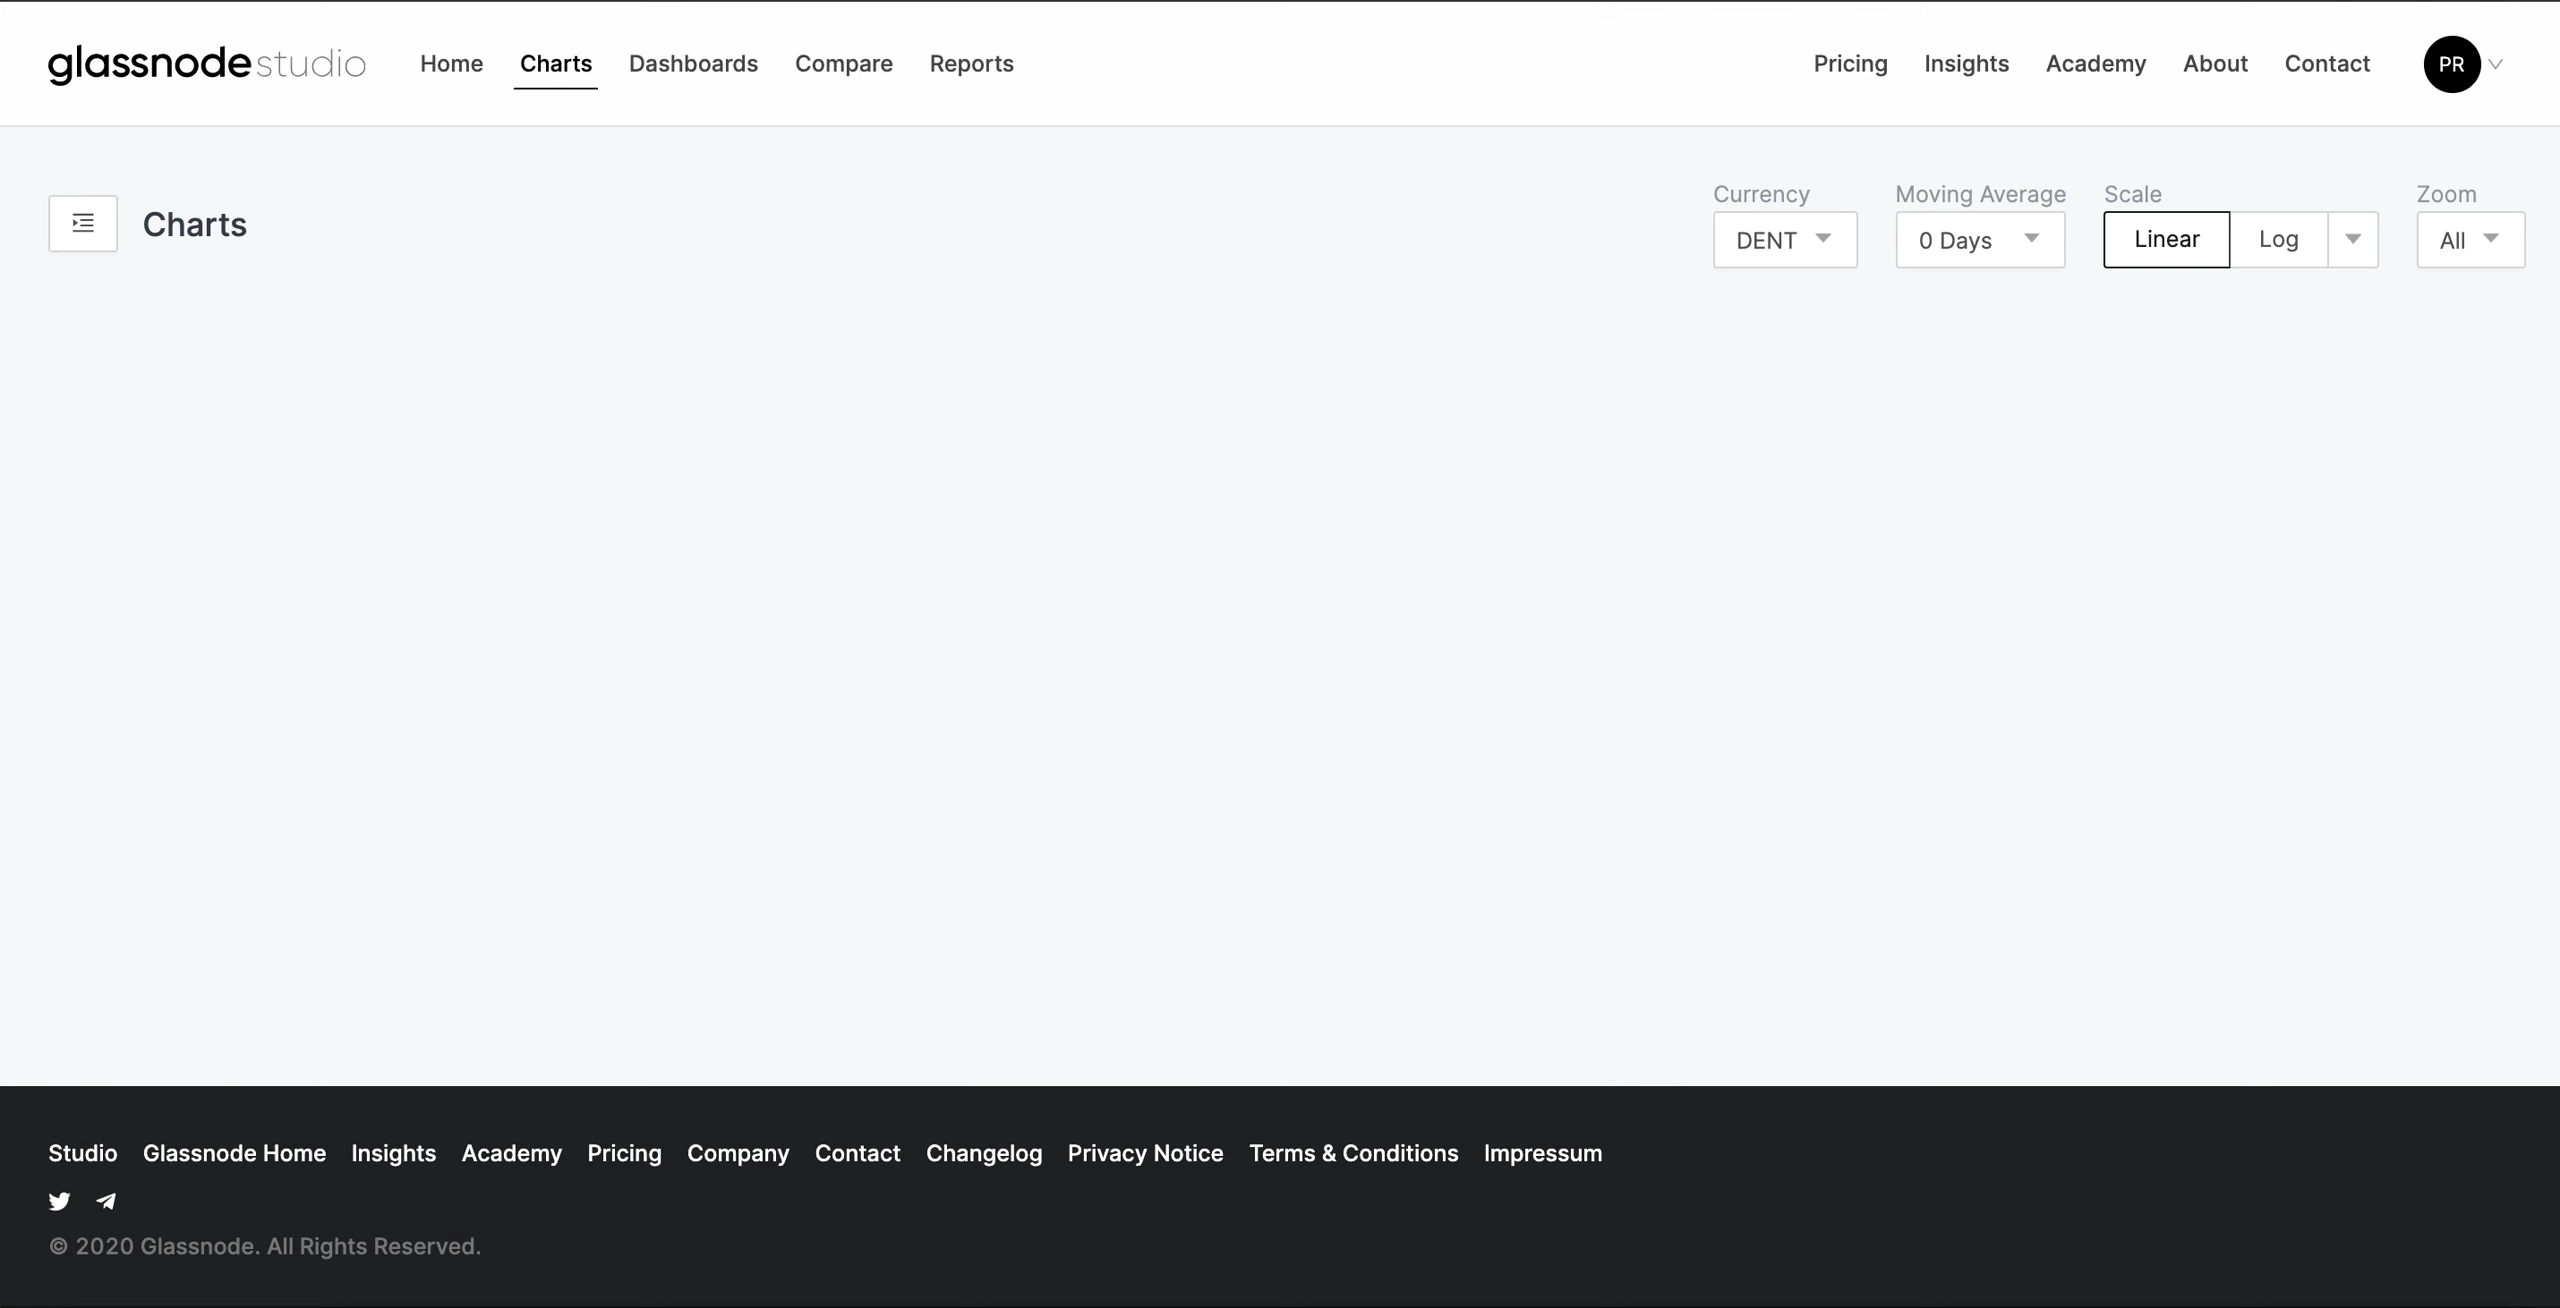 glassnode studio Home Charts Dashboards Compare Reports Pricing Insights Academy About Contact PR
Charts
Currency Moving Average Scale Zoom
DENT 0 Days Linear Log All
Studio Glassnode Home Insights Academy Pricing Company Contact Changelog Privacy Notice Terms & Conditions Impressum
© 2020 Glassnode. All Rights Reserved.